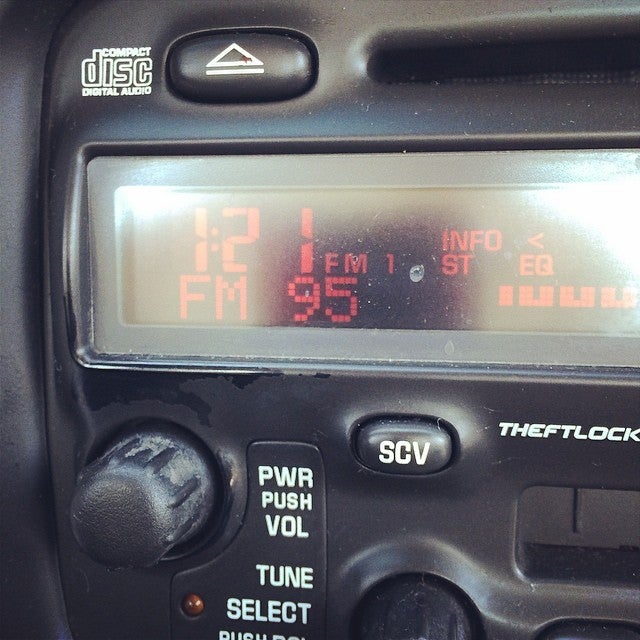 COMPACT
disc
DIGITAL AUDIO
1:21
FM 1
INFO <
ST EQ
FM 95
SCV
THEFTLOCK
PWR
PUSH
VOL
TUNE
SELECT